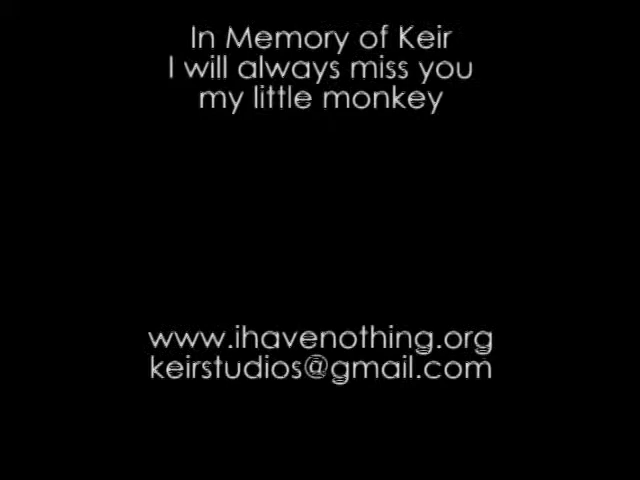 In Memory of Keir
I will always miss you
my little monkey
www.ihavenothing.org
keirstudios@gmail.com